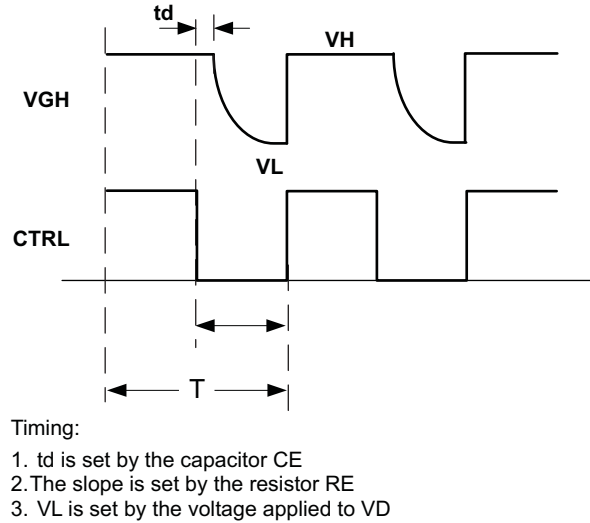 td
VH
VGH
VL
CTRL
T
Timing:
1. td is set by the capacitor CE
2.The slope is set by the resistor RE
3. VL is set by the voltage applied to VD